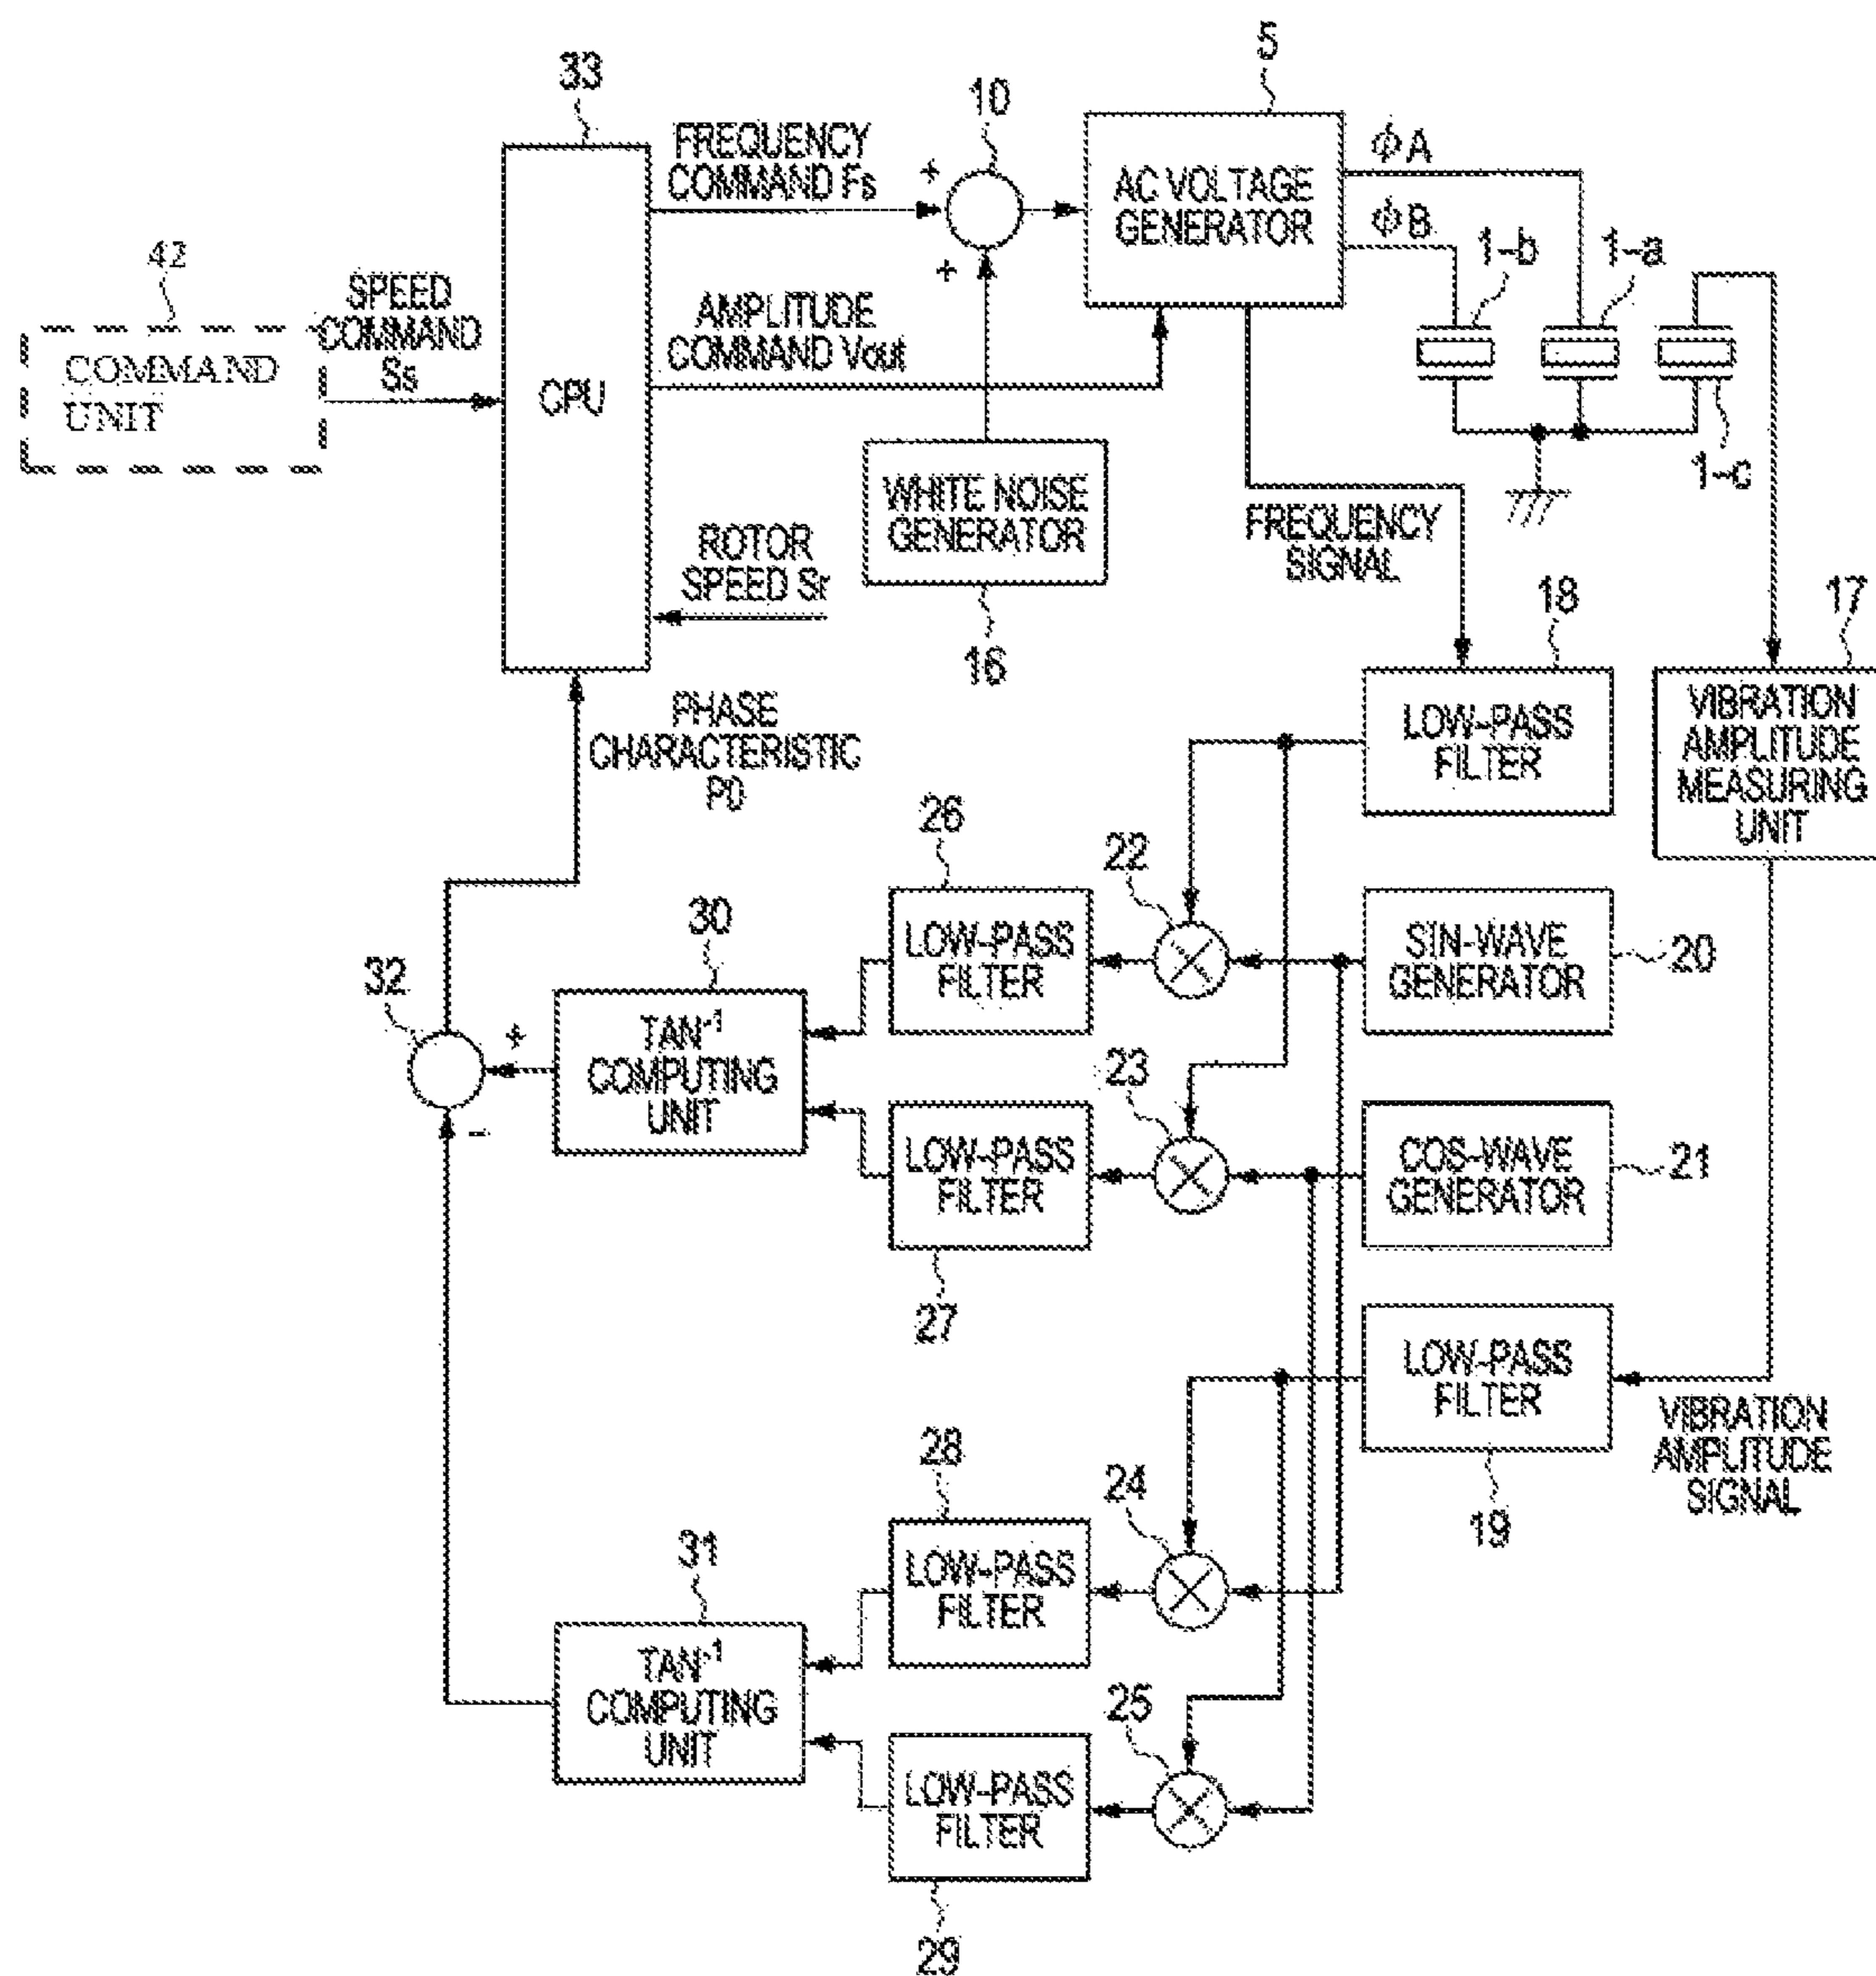 5
33
10
FREQUENCY
COMMAND Fs
+
+
AC VOLTAGE
GENERATOR
ϕA
ϕB
1-b
1-a
1-c
42
SPEED
COMMAND
Ss
COMMAND
UNIT
CPU
AMPLITUDE
COMMAND Vout
WHITE NOISE
GENERATOR
16
ROTOR
SPEED Sr
FREQUENCY
SIGNAL
18
17
LOW-PASS
FILTER
VIBRATION
AMPLITUDE
MEASURING
UNIT
PHASE
CHARACTERISTIC
P0
26
22
30
LOW-PASS
FILTER
SIN-WAVE
GENERATOR
20
32
+
-
TAN-1
COMPUTING
UNIT
23
LOW-PASS
FILTER
27
COS-WAVE
GENERATOR
21
LOW-PASS
FILTER
19
VIBRATION
AMPLITUDE
SIGNAL
28
24
LOW-PASS
FILTER
31
TAN-1
COMPUTING
UNIT
25
LOW-PASS
FILTER
29